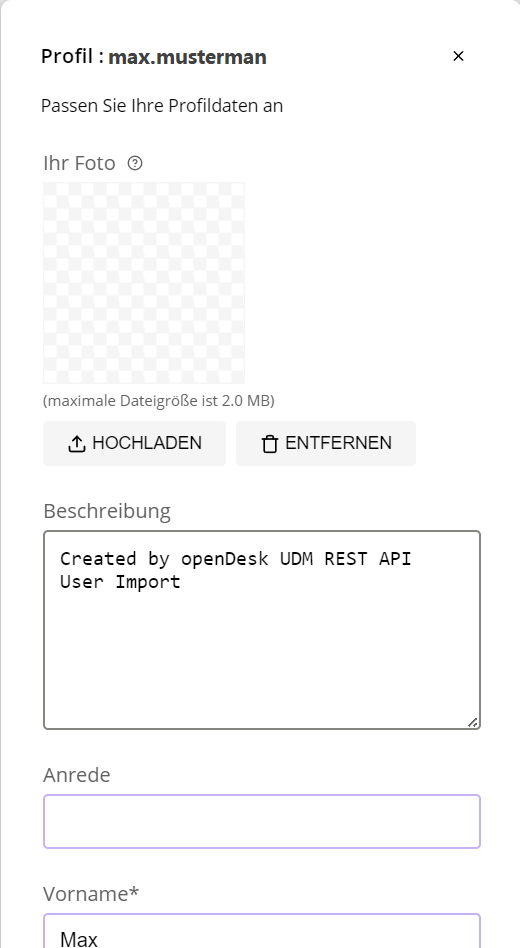 Profil : max.musterman
Passen Sie Ihre Profildaten an
Ihr Foto
(maximale Dateigröße ist 2.0 MB)
HOCHLADEN ENTFERNEN
Beschreibung
Created by openDesk UDM REST API
User Import
Anrede
Vorname*
Max